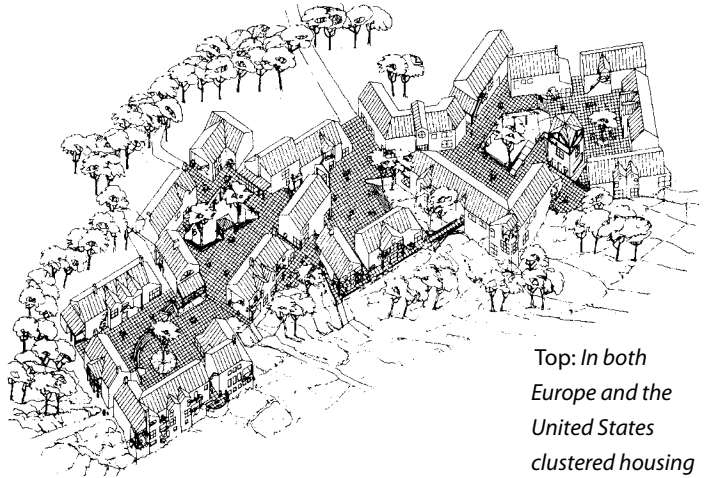 Top: In both
Europe and the
United States
clustered housing